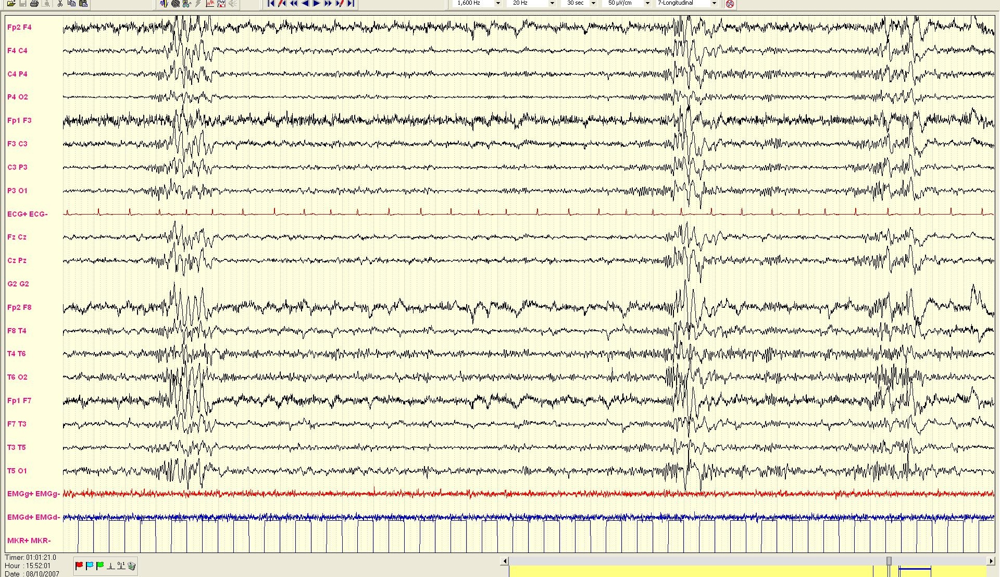 1,600 Hz 20 Hz 30 sec 50 µV/cm 7-Longitudinal
Fp2 F4
F4 C4
C4 P4
P4 O2
Fp1 F3
F3 C3
C3 P3
P3 O1
ECG+ ECG-
Fz Cz
Cz Pz
G2 G2
Fp2 F8
F8 T4
T4 T6
T6 O2
Fp1 F7
F7 T3
T3 T5
T5 O1
EMGg+ EMGg-
EMGd+ EMGd-
MKR+ MKR-
Timer: 01:01:21.0
Hour : 15:52:01
Date : 08/10/2007